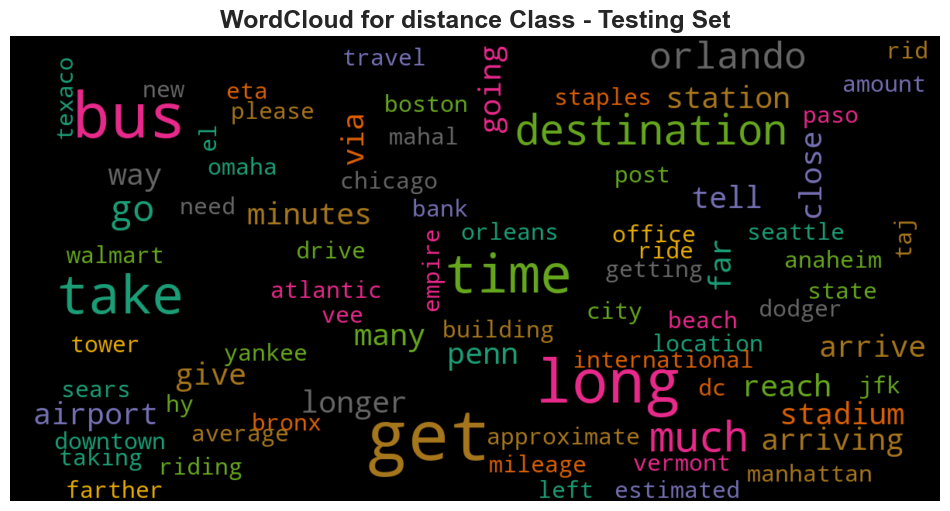 WordCloud for distance Class - Testing Set
texaco
bus
new
eta
please
travel
going
orlando
rid
amount
boston
staples
station
paso
el
via
mahal
destination
close
omaha
way
chicago
post
tell
go
need
minutes
bank
walmart
drive
empire
orleans
office
ride
far
seattle
taj
getting
anaheim
take
atlantic
time
state
vee
city
beach
dodger
tower
many
building
location
yankee
penn
international
arrive
give
sears
hy
longer
long
dc
reach
jfk
airport
bronx
stadium
downtown
average
get
approximate
much
arriving
taking
riding
mileage
vermont
manhattan
farther
left
estimated